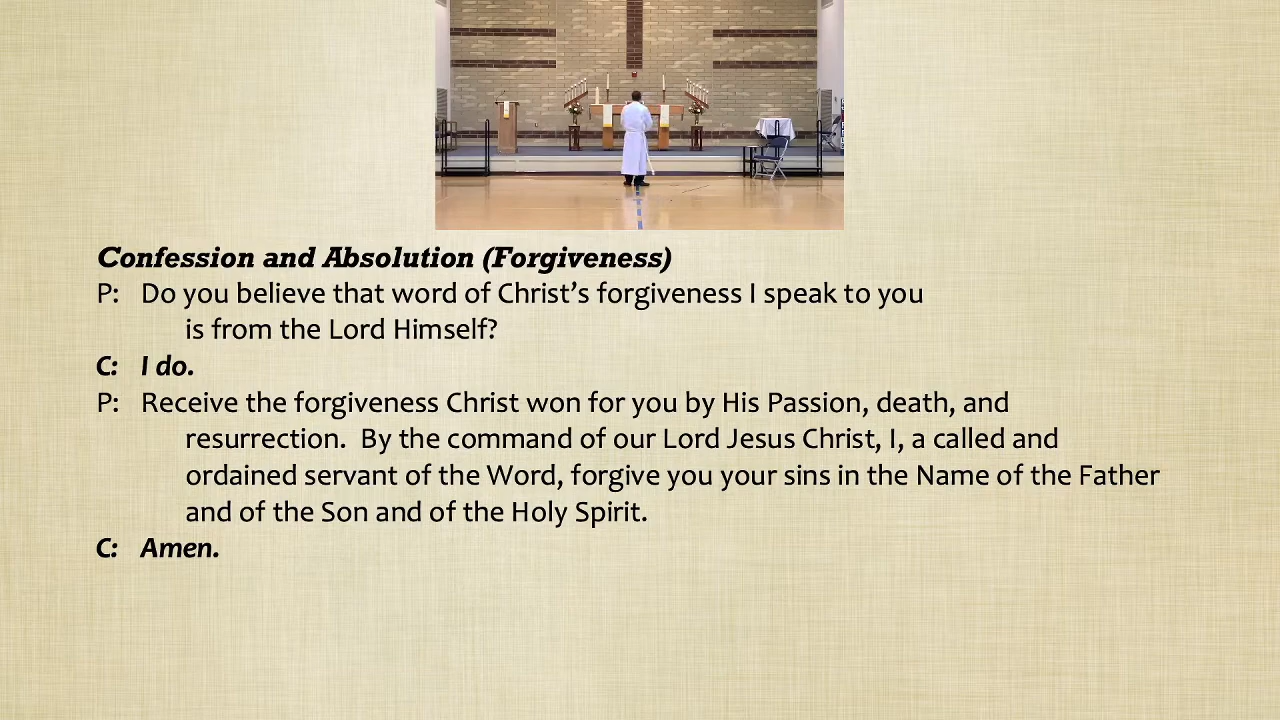 Confession and Absolution (Forgiveness)
P: Do you believe that word of Christ’s forgiveness I speak to you
is from the Lord Himself?
C: I do.
P: Receive the forgiveness Christ won for you by His Passion, death, and
resurrection.  By the command of our Lord Jesus Christ, I, a called and
ordained servant of the Word, forgive you your sins in the Name of the Father
and of the Son and of the Holy Spirit.
C: Amen.